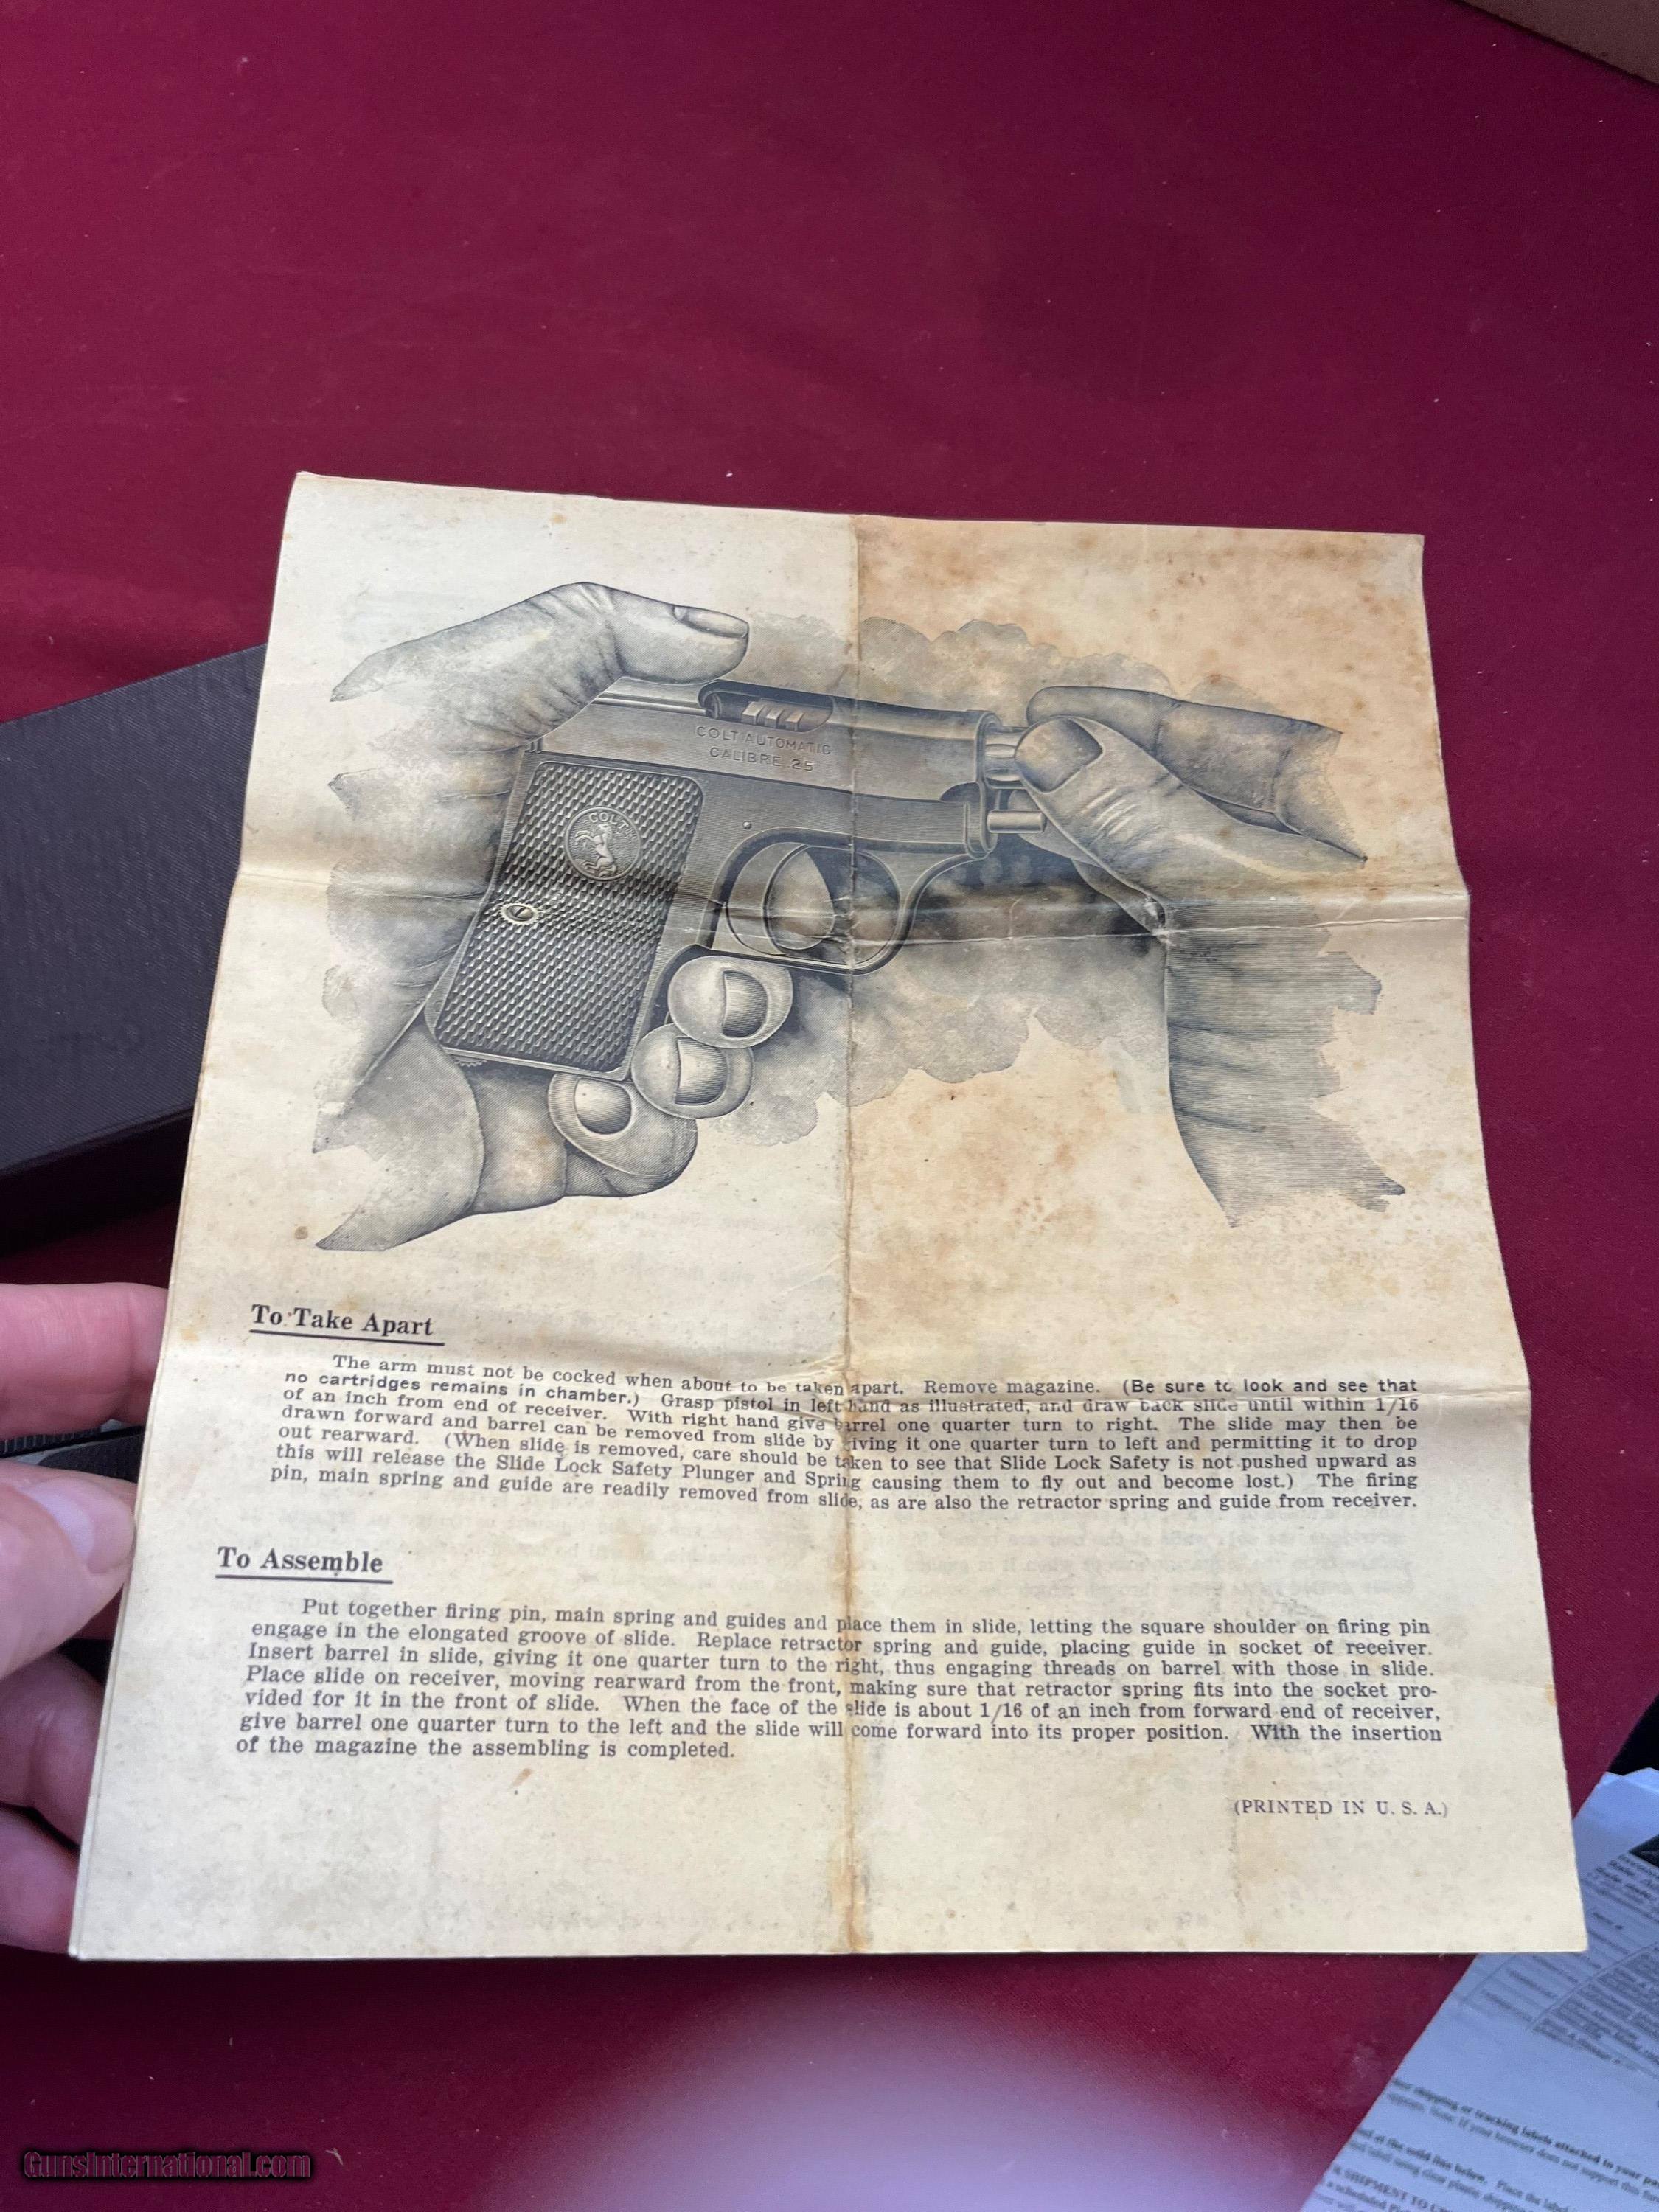 COLT AUTOMATIC
CALIBRE .25
COLT
To Take Apart
The arm must not be cocked when about to be taken apart. Remove magazine. (Be sure to look and see that
no cartridges remains in chamber.) Grasp pistol in left hand as illustrated, and draw back slide until within 1/16
of an inch from end of receiver. With right hand give barrel one quarter turn to right. The slide may then be
drawn forward and barrel can be removed from slide by giving it one quarter turn to left and permitting it to drop
out rearward. (When slide is removed, care should be taken to see that Slide Lock Safety is not pushed upward as
this will release the Slide Lock Safety Plunger and Spring causing them to fly out and become lost.) The firing
pin, main spring and guide are readily removed from slide, as are also the retractor spring and guide from receiver.
To Assemble
Put together firing pin, main spring and guides and place them in slide, letting the square shoulder on firing pin
engage in the elongated groove of slide. Replace retractor spring and guide, placing guide in socket of receiver.
Insert barrel in slide, giving it one quarter turn to the right, thus engaging threads on barrel with those in slide.
Place slide on receiver, moving rearward from the front, making sure that retractor spring fits into the socket pro-
vided for it in the front of slide. When the face of the slide is about 1/16 of an inch from forward end of receiver,
give barrel one quarter turn to the left and the slide will come forward into its proper position. With the insertion
of the magazine the assembling is completed.
(PRINTED IN U. S. A.)
GunsInternational.com